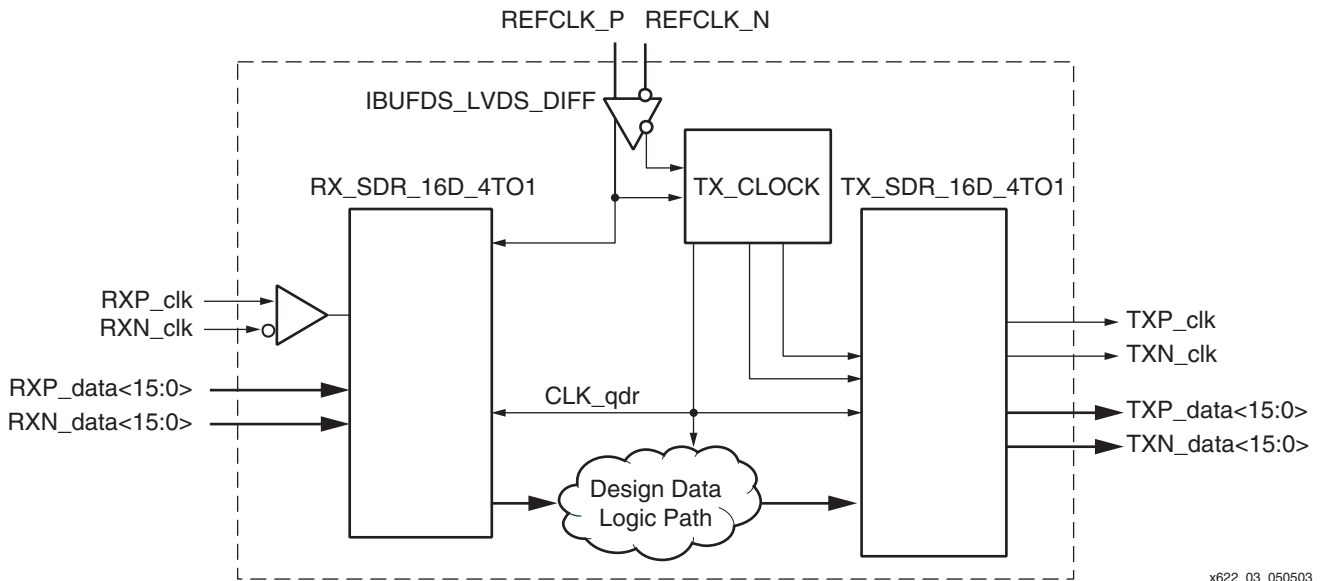 REFCLK_P REFCLK_N
IBUFDS_LVDS_DIFF
RX_SDR_16D_4TO1
TX_CLOCK
TX_SDR_16D_4TO1
RXP_clk
RXN_clk
TXP_clk
TXN_clk
RXP_data<15:0>
RXN_data<15:0>
CLK_qdr
TXP_data<15:0>
TXN_data<15:0>
Design Data
Logic Path
x622_03_050503